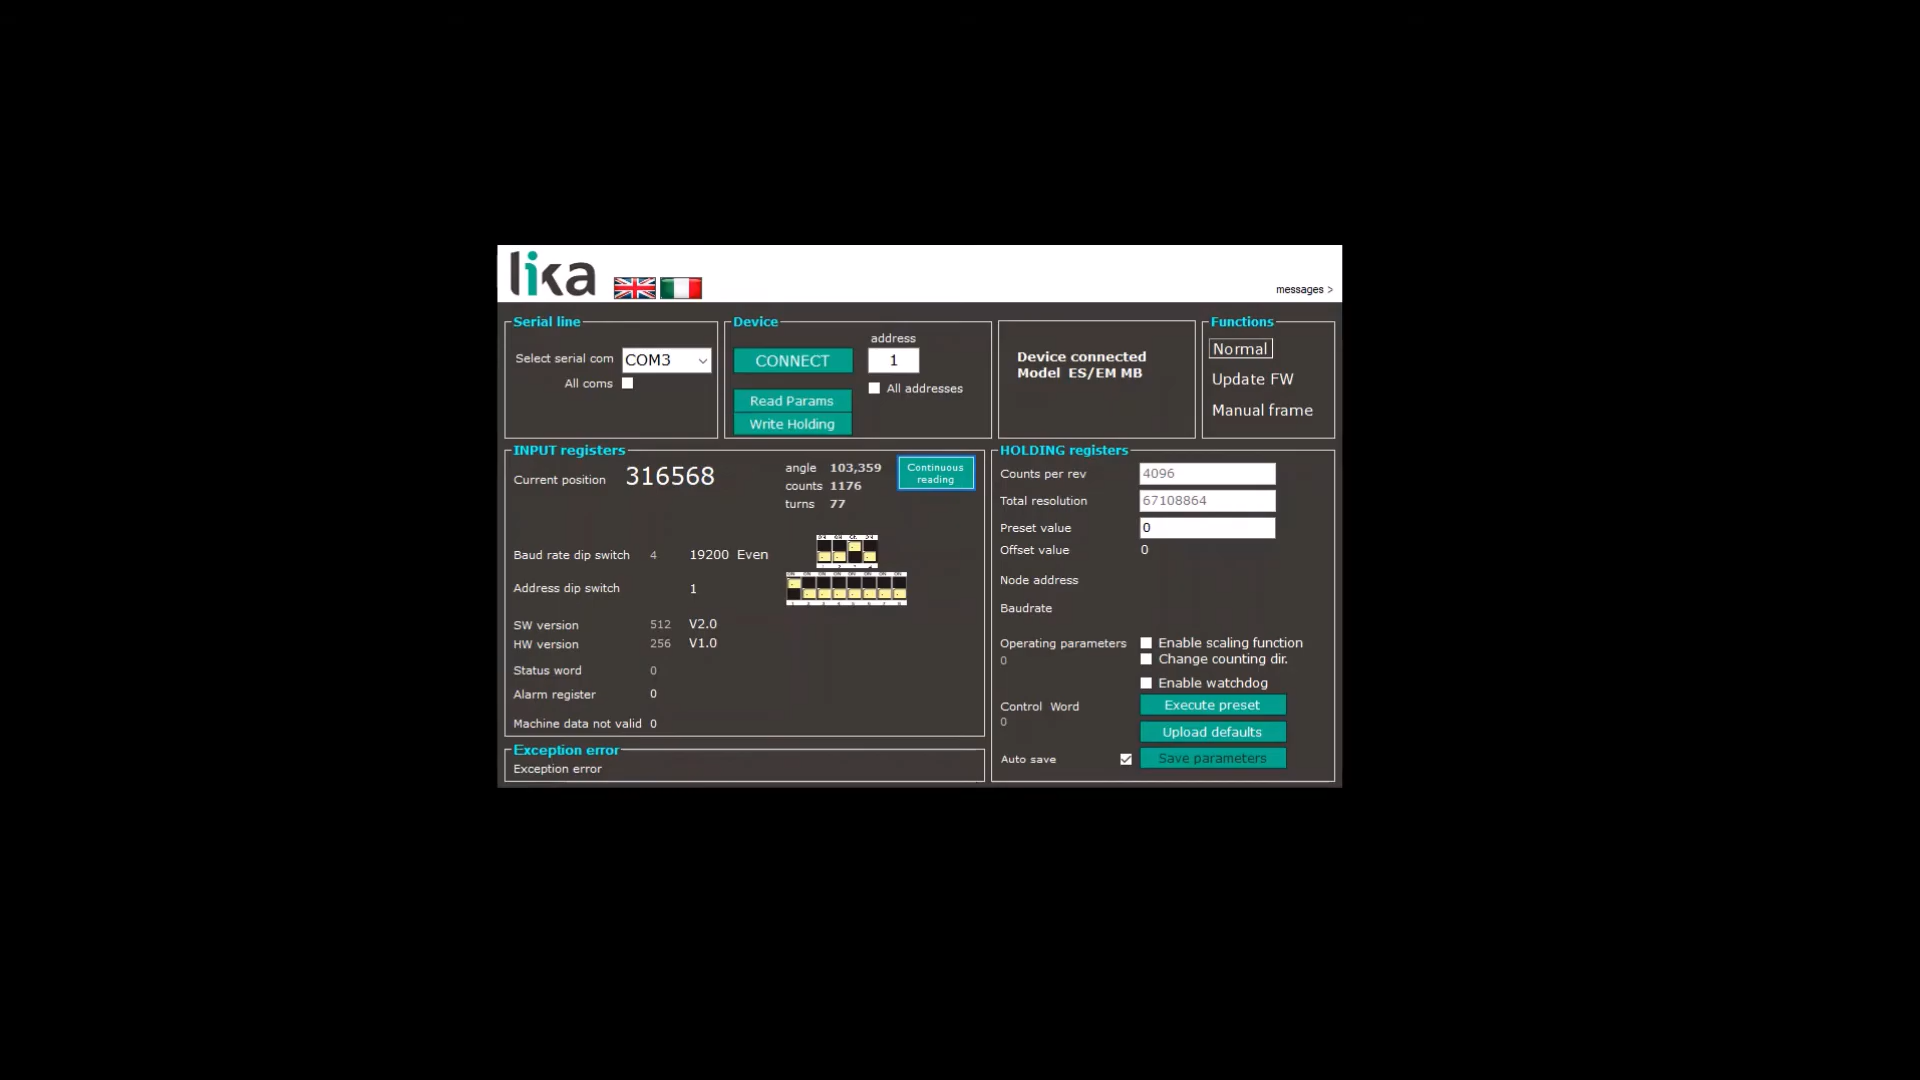 lika
messages >
Serial line
Select serial com COM3
All coms
Device
address
CONNECT 1
All addresses
Read Params
Write Holding
Device connected
Model ES/EM MB
Functions
Normal
Update FW
Manual frame
INPUT registers
Current position 316568
angle 103,359
counts 1176
turns 77
Continuous
reading
Baud rate dip switch 4 19200 Even
Address dip switch 1
SW version 512 V2.0
HW version 256 V1.0
Status word 0
Alarm register 0
Machine data not valid 0
Exception error
Exception error
HOLDING registers
Counts per rev 4096
Total resolution 67108864
Preset value 0
Offset value 0
Node address
Baudrate
Operating parameters Enable scaling function
0 Change counting dir.
Enable watchdog
Control Word Execute preset
0
Upload defaults
Auto save Save parameters